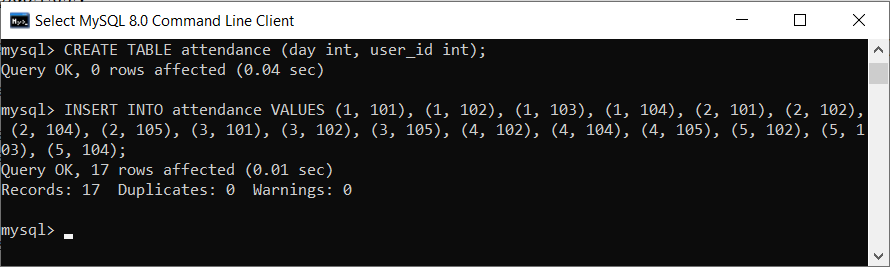 Select MySQL 8.0 Command Line Client
mysql> CREATE TABLE attendance (day int, user_id int);
Query OK, 0 rows affected (0.04 sec)
mysql> INSERT INTO attendance VALUES (1, 101), (1, 102), (1, 103), (1, 104), (2, 101), (2, 102),
(2, 104), (2, 105), (3, 101), (3, 102), (3, 105), (4, 102), (4, 104), (4, 105), (5, 102), (5, 1
03), (5, 104);
Query OK, 17 rows affected (0.01 sec)
Records: 17  Duplicates: 0  Warnings: 0
mysql>